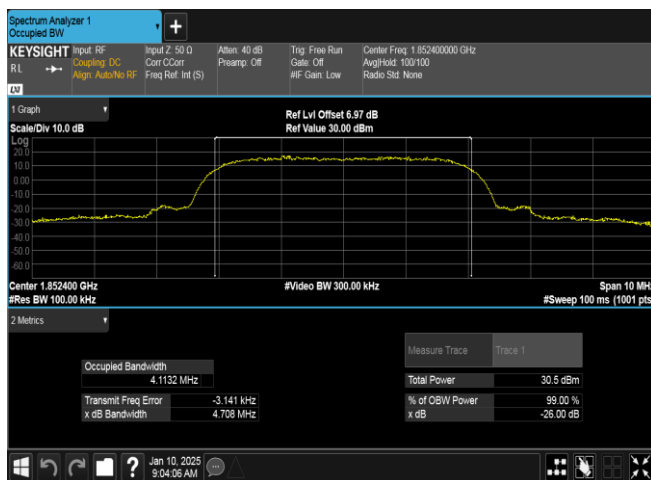 Spectrum Analyzer 1
Occupied BW
+
KEYSIGHT Input: RF Input Z: 50 Ω Atten: 40 dB Trig: Free Run Center Freq: 1.852400000 GHz
RL Coupling: DC Corr CCorr Preamp: Off Gate: Off Avg|Hold: 100/100
Align: Auto/No RF Freq Ref: Int (S) #IF Gain: Low Radio Std: None
LXI
1 Graph
Ref Lvl Offset 6.97 dB
Scale/Div 10.0 dB Ref Value 30.00 dBm
Log
20.0
10.0
0.00
-10.0
-20.0
-30.0
-40.0
-50.0
-60.0
Center 1.852400 GHz #Video BW 300.00 kHz Span 10 MH
#Res BW 100.00 kHz #Sweep 100 ms (1001 pts
2 Metrics
Measure Trace Trace 1
Occupied Bandwidth
4.1132 MHz Total Power 30.5 dBm
Transmit Freq Error -3.141 kHz % of OBW Power 99.00 %
x dB Bandwidth 4.708 MHz x dB -26.00 dB
? Jan 10, 2025
9:04:06 AM